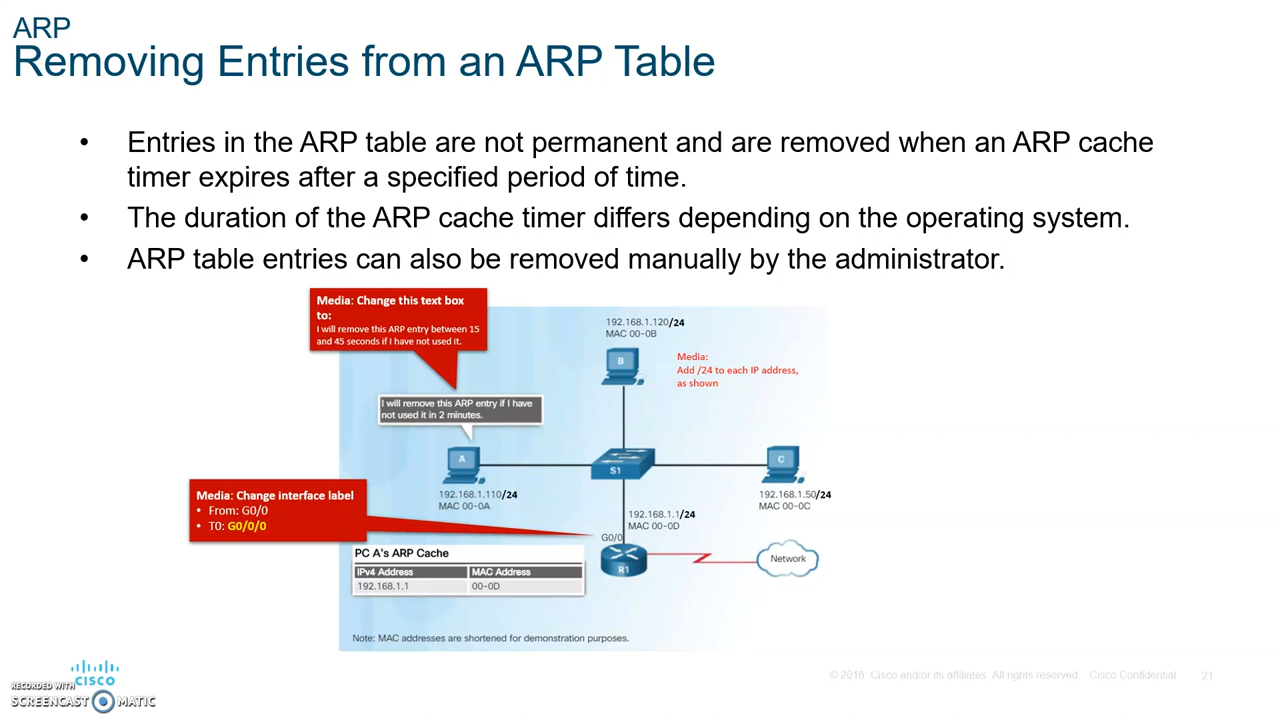 ARP
Removing Entries from an ARP Table
• Entries in the ARP table are not permanent and are removed when an ARP cache
timer expires after a specified period of time.
• The duration of the ARP cache timer differs depending on the operating system.
• ARP table entries can also be removed manually by the administrator.
Media: Change this text box
to:
I will remove this ARP entry between 15
and 45 seconds if I have not used it.
192.168.1.120/24
MAC 00-0B
B
Media:
Add /24 to each IP address,
as shown
I will remove this ARP entry if I have
not used it in 2 minutes.
A
S1
C
192.168.1.110/24
MAC 00-0A
192.168.1.50/24
MAC 00-0C
Media: Change interface label
• From: G0/0
• T0: G0/0/0
192.168.1.1/24
MAC 00-0D
G0/0
R1
Network
PC A's ARP Cache
IPv4 Address MAC Address
192.168.1.1 00-0D
Note: MAC addresses are shortened for demonstration purposes.
CISCO
RECORDED WITH
SCREENCAST MATIC
© 2016 Cisco and/or its affiliates. All rights reserved. Cisco Confidential 21